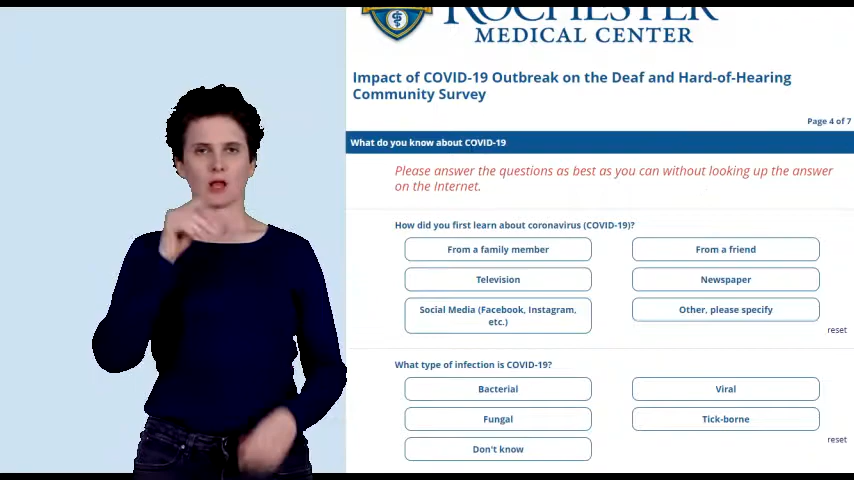 ROCHESTER
MEDICAL CENTER
Impact of COVID-19 Outbreak on the Deaf and Hard-of-Hearing
Community Survey
Page 4 of 7
What do you know about COVID-19
Please answer the questions as best as you can without looking up the answer
on the Internet.
How did you first learn about coronavirus (COVID-19)?
From a family member
From a friend
Television
Newspaper
Social Media (Facebook, Instagram,
etc.)
Other, please specify
reset
What type of infection is COVID-19?
Bacterial
Viral
Fungal
Tick-borne
reset
Don't know